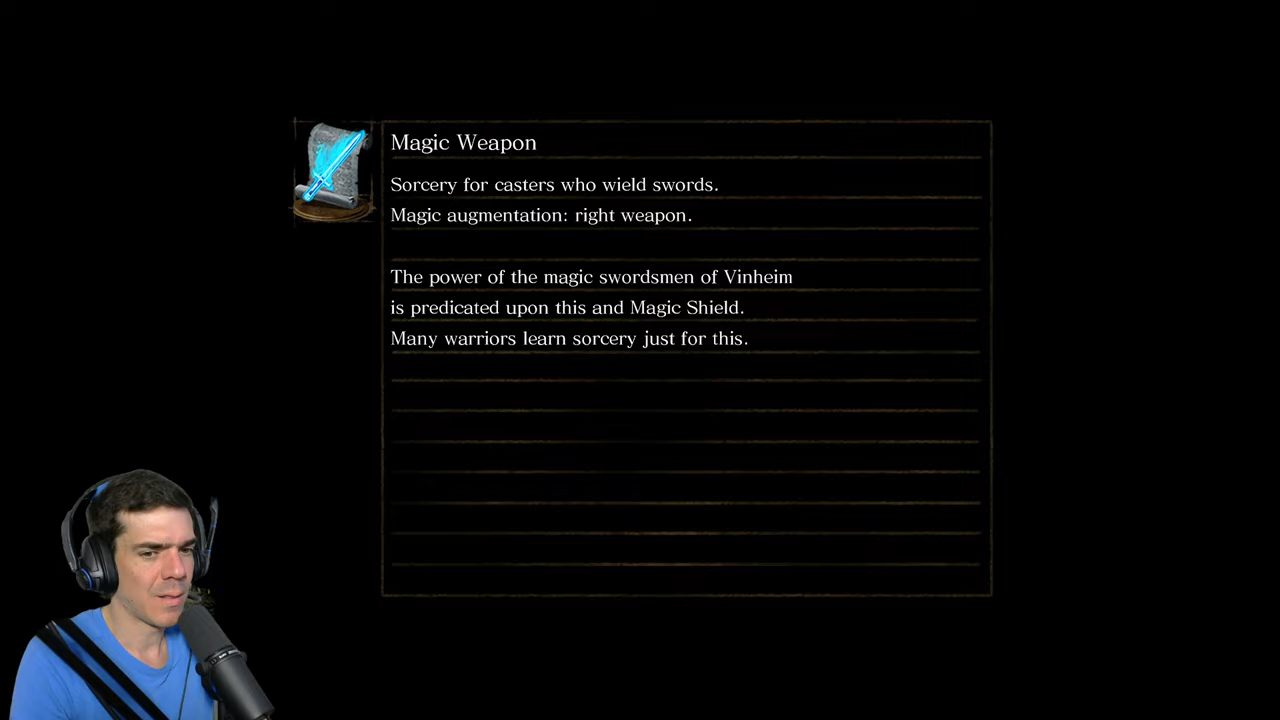 Magic Weapon
Sorcery for casters who wield swords.
Magic augmentation: right weapon.
The power of the magic swordsmen of Vinheim
is predicated upon this and Magic Shield.
Many warriors learn sorcery just for this.